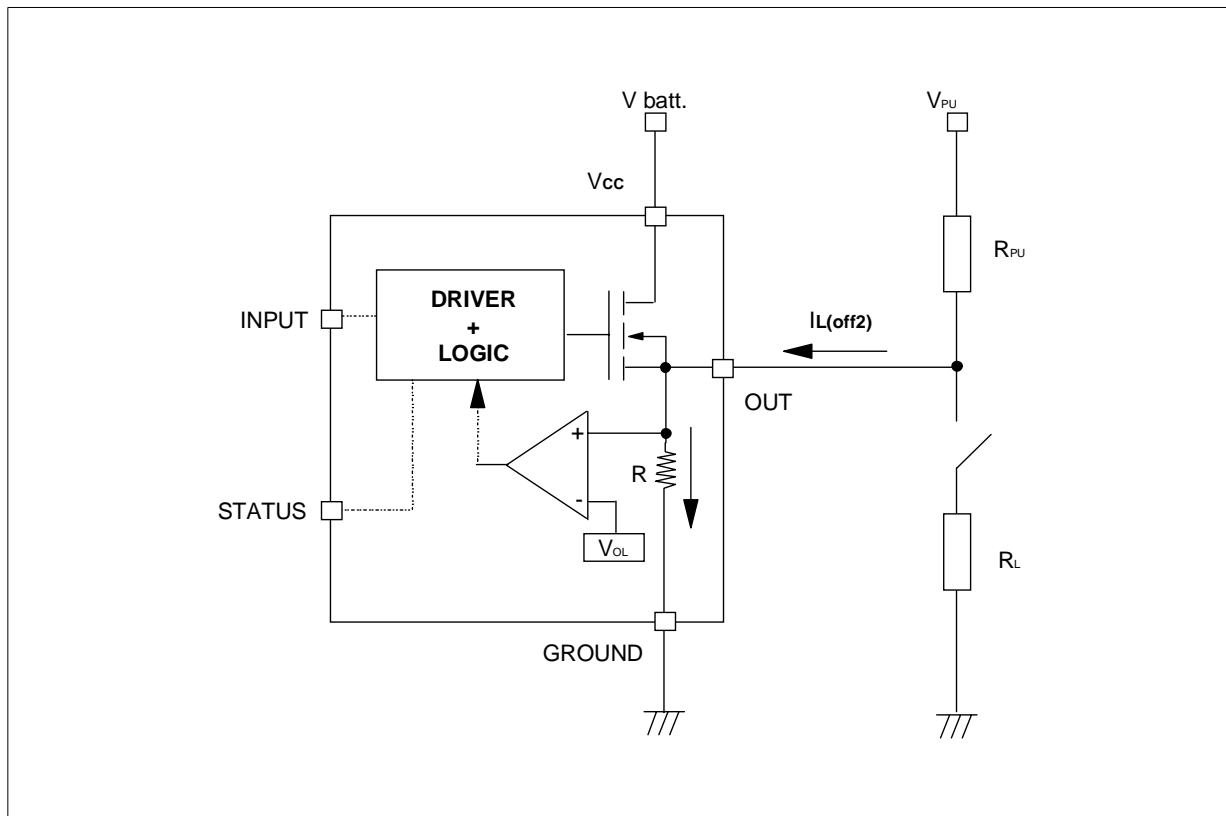 V batt.
VPU
Vcc
RPU
DRIVER
+
LOGIC
INPUT
IL(off2)
OUT
+
R
-
STATUS
VOL
RL
GROUND